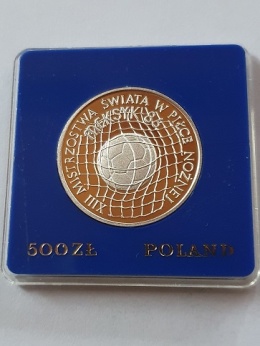 XIII MISTRZOSTWA ŚWIATA W PIŁCE NOŻNEJ
MEKSYK'86
500 ZŁ POLAND